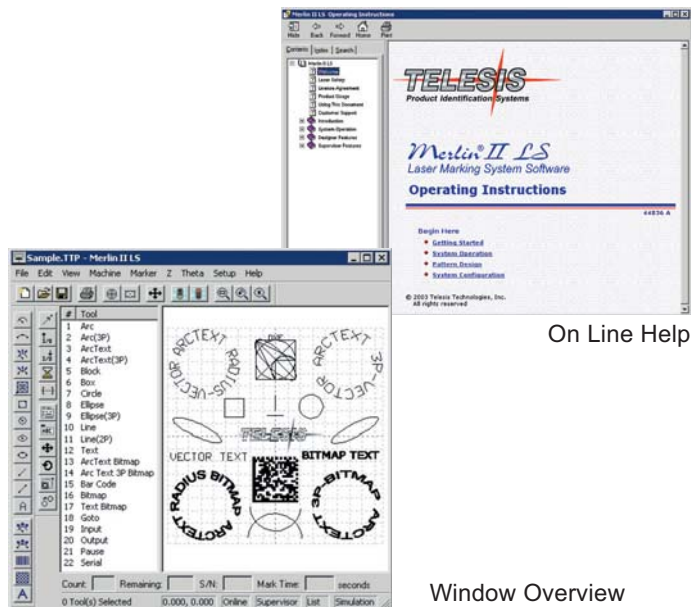 Merlin II LS Operating Instructions
Hide Back Forward Home Print
Contents Index Search
Merlin II LS
Welcome
Laser Safety
License Agreement
Product Usage
Using This Document
Customer Support
Introduction
System Operation
Designer Features
Supervisor Features
TELESIS
Product Identification Systems
Merlin® II LS
Laser Marking System Software
Operating Instructions
44836 A
Begin Here
Getting Started
System Operation
Pattern Design
System Configuration
© 2003 Telesis Technologies, Inc.
All rights reserved
On Line Help
Sample.TTP - Merlin II LS
File Edit View Machine Marker Z Theta Setup Help
# Tool
1 Arc
2 Arc(3P)
3 ArcText
4 ArcText(3P)
5 Block
6 Box
7 Circle
8 Ellipse
9 Ellipse(3P)
10 Line
11 Line(2P)
12 Text
13 ArcText Bitmap
14 Arc Text 3P Bitmap
15 Bar Code
16 Bitmap
17 Text Bitmap
18 Goto
19 Input
20 Output
21 Pause
22 Serial
ARCTEXT RADIUS-VECTOR
DXF
ARCTEXT 3P-VECTOR
TELESIS
VECTOR TEXT
BITMAP TEXT
ARCTEXT RADIUS BITMAP
ARCTEXT 3P-BITMAP
Count: Remaining: S/N: Mark Time: seconds
0 Tool(s) Selected 0.000, 0.000 Online Supervisor List Simulation
Window Overview